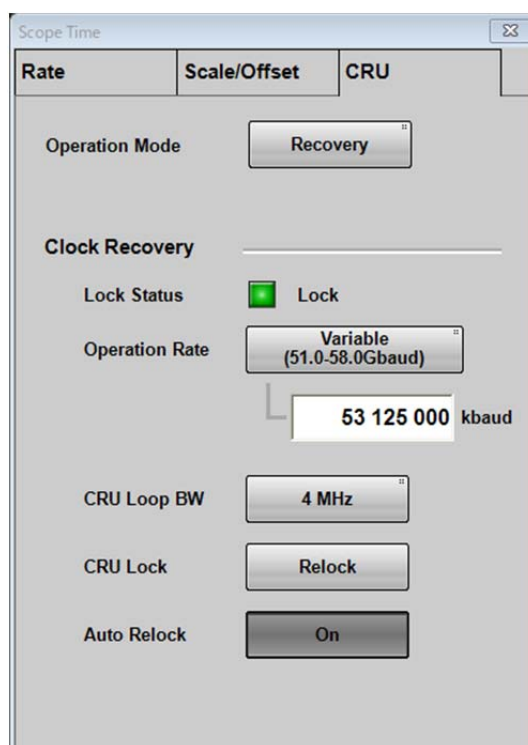 Scope Time
Rate
Scale/Offset
CRU
Operation Mode
Recovery
Clock Recovery
Lock Status
Lock
Operation Rate
Variable
(51.0-58.0Gbaud)
53 125 000 kbaud
CRU Loop BW
4 MHz
CRU Lock
Relock
Auto Relock
On